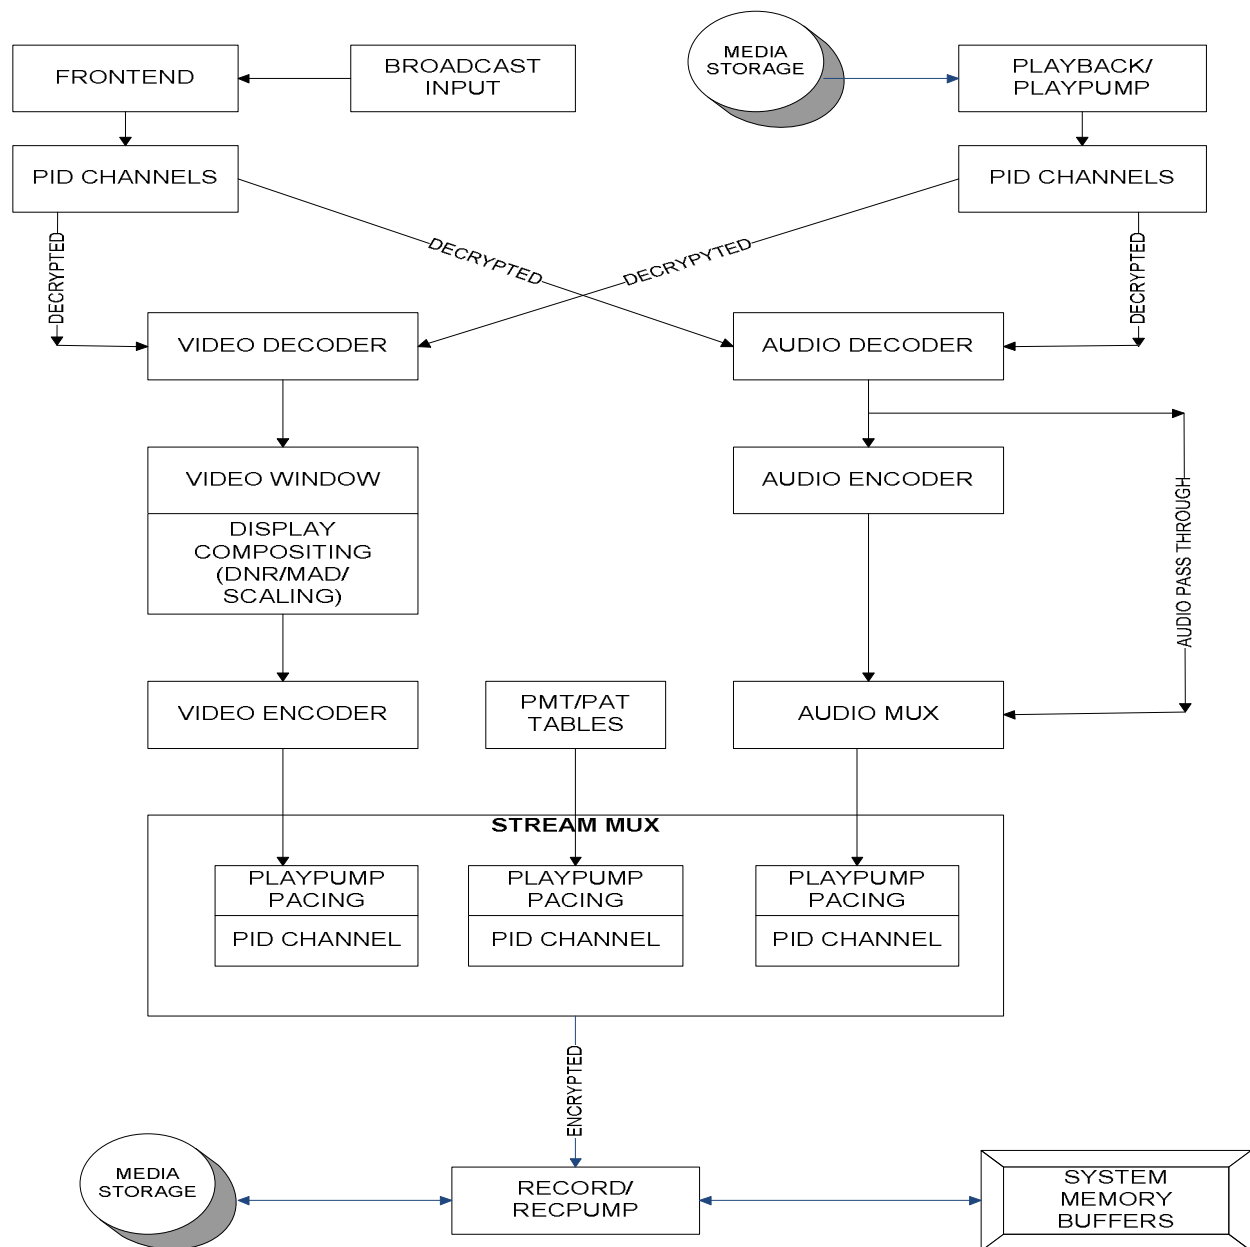 FRONTEND
BROADCAST
INPUT
MEDIA
STORAGE
PLAYBACK/
PLAYPUMP
PID CHANNELS
PID CHANNELS
DECRYPTED
DECRYPTED
DECRYPYTED
DECRYPTED
VIDEO DECODER
AUDIO DECODER
VIDEO WINDOW
AUDIO ENCODER
DISPLAY
COMPOSITING
(DNR/MAD/
SCALING)
AUDIO PASS THROUGH
VIDEO ENCODER
PMT/PAT
TABLES
AUDIO MUX
STREAM MUX
PLAYPUMP
PACING
PID CHANNEL
PLAYPUMP
PACING
PID CHANNEL
PLAYPUMP
PACING
PID CHANNEL
ENCRYPTED
MEDIA
STORAGE
RECORD/
RECPUMP
SYSTEM
MEMORY
BUFFERS